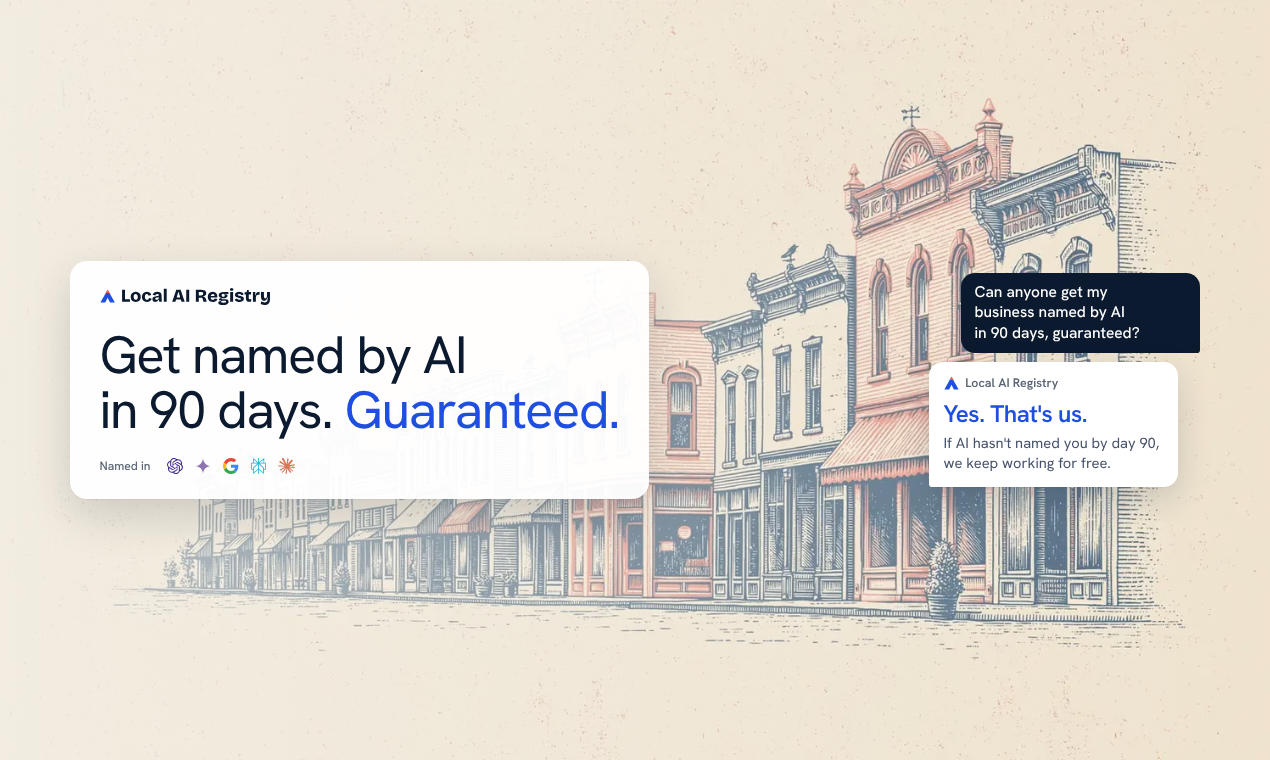 Local AI Registry
Get named by AI
in 90 days. Guaranteed.
Named in
Can anyone get my
business named by AI
in 90 days, guaranteed?
Local AI Registry
Yes. That's us.
If AI hasn't named you by day 90,
we keep working for free.